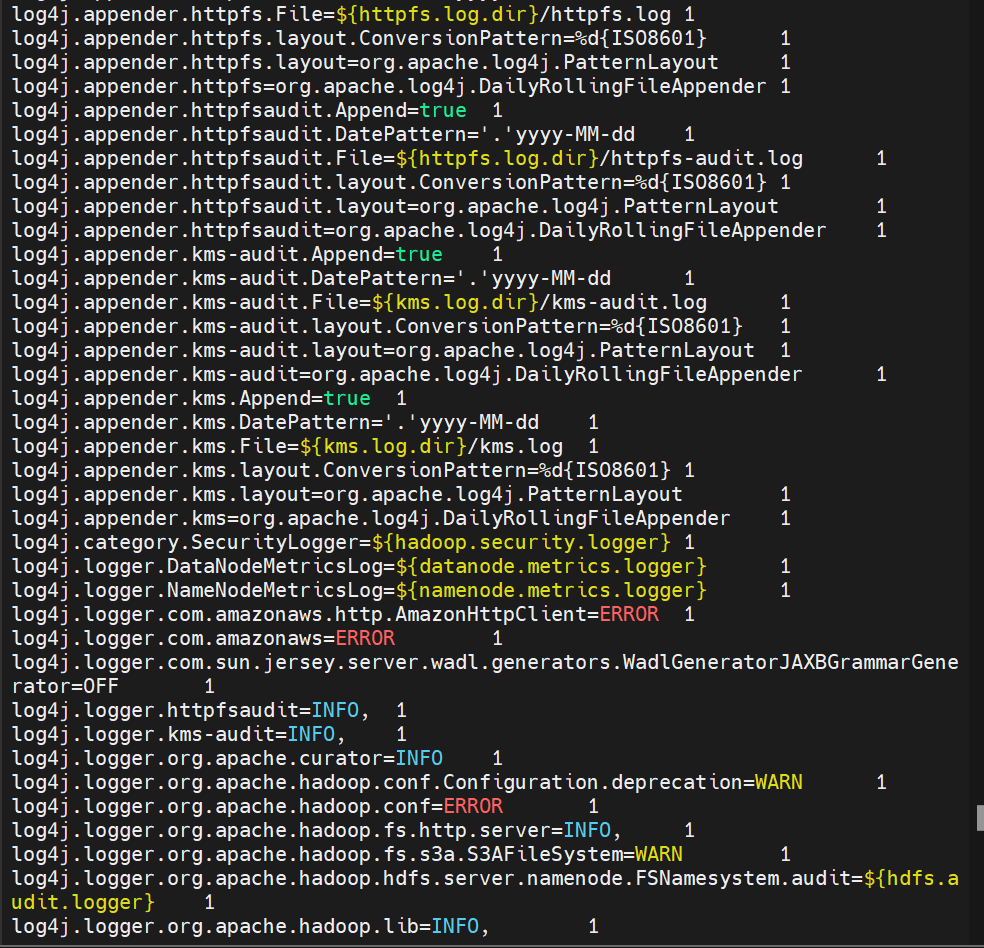 log4j.appender.httpfs.File=${httpfs.log.dir}/httpfs.log 1
log4j.appender.httpfs.layout.ConversionPattern=%d{ISO8601}	1
log4j.appender.httpfs.layout=org.apache.log4j.PatternLayout	1
log4j.appender.httpfs=org.apache.log4j.DailyRollingFileAppender	1
log4j.appender.httpfsaudit.Append=true	1
log4j.appender.httpfsaudit.DatePattern='.'yyyy-MM-dd	1
log4j.appender.httpfsaudit.File=${httpfs.log.dir}/httpfs-audit.log	1
log4j.appender.httpfsaudit.layout.ConversionPattern=%d{ISO8601}	1
log4j.appender.httpfsaudit.layout=org.apache.log4j.PatternLayout	1
log4j.appender.httpfsaudit=org.apache.log4j.DailyRollingFileAppender	1
log4j.appender.kms-audit.Append=true	1
log4j.appender.kms-audit.DatePattern='.'yyyy-MM-dd	1
log4j.appender.kms-audit.File=${kms.log.dir}/kms-audit.log	1
log4j.appender.kms-audit.layout.ConversionPattern=%d{ISO8601}	1
log4j.appender.kms-audit.layout=org.apache.log4j.PatternLayout	1
log4j.appender.kms-audit=org.apache.log4j.DailyRollingFileAppender	1
log4j.appender.kms.Append=true	1
log4j.appender.kms.DatePattern='.'yyyy-MM-dd	1
log4j.appender.kms.File=${kms.log.dir}/kms.log	1
log4j.appender.kms.layout.ConversionPattern=%d{ISO8601}	1
log4j.appender.kms.layout=org.apache.log4j.PatternLayout	1
log4j.appender.kms=org.apache.log4j.DailyRollingFileAppender	1
log4j.category.SecurityLogger=${hadoop.security.logger}	1
log4j.logger.DataNodeMetricsLog=${datanode.metrics.logger}	1
log4j.logger.NameNodeMetricsLog=${namenode.metrics.logger}	1
log4j.logger.com.amazonaws.http.AmazonHttpClient=ERROR	1
log4j.logger.com.amazonaws=ERROR	1
log4j.logger.com.sun.jersey.server.wadl.generators.WadlGeneratorJAXBGrammarGene
rator=OFF	1
log4j.logger.httpfsaudit=INFO,	1
log4j.logger.kms-audit=INFO,	1
log4j.logger.org.apache.curator=INFO	1
log4j.logger.org.apache.hadoop.conf.Configuration.deprecation=WARN	1
log4j.logger.org.apache.hadoop.conf=ERROR	1
log4j.logger.org.apache.hadoop.fs.http.server=INFO,	1
log4j.logger.org.apache.hadoop.fs.s3a.S3AFileSystem=WARN	1
log4j.logger.org.apache.hadoop.hdfs.server.namenode.FSNamesystem.audit=${hdfs.a
udit.logger}	1
log4j.logger.org.apache.hadoop.lib=INFO,	1